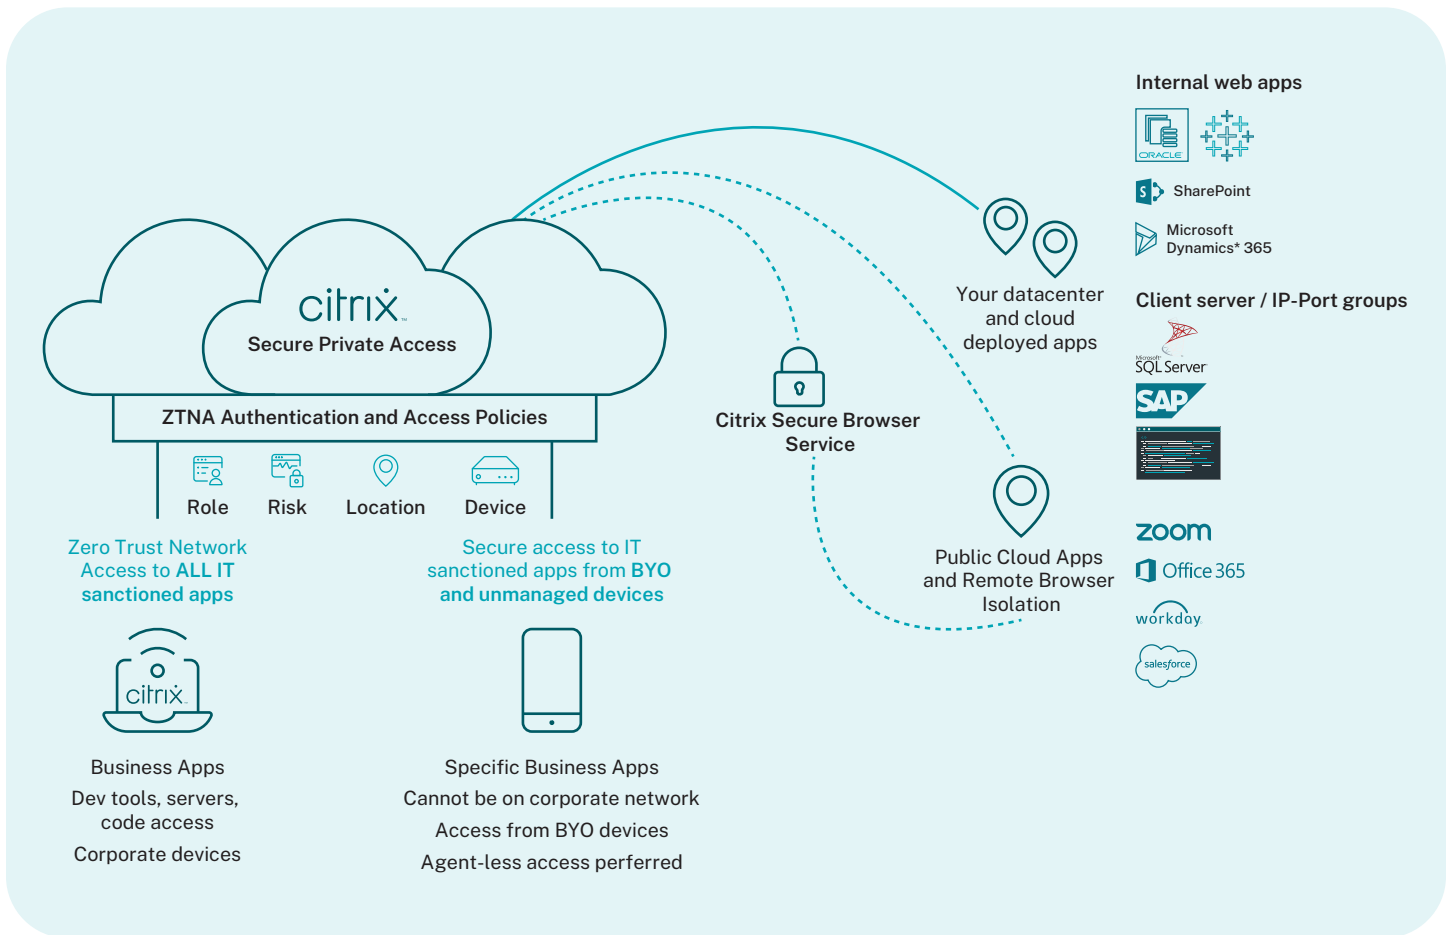 citrix
Secure Private Access
ZTNA Authentication and Access Policies
Role
Risk
Location
Device
Zero Trust Network
Access to ALL IT
sanctioned apps
Secure access to IT
sanctioned apps from BYO
and unmanaged devices
citrix
Business Apps
Dev tools, servers,
code access
Corporate devices
Specific Business Apps
Cannot be on corporate network
Access from BYO devices
Agent-less access perferred
Citrix Secure Browser
Service
Your datacenter
and cloud
deployed apps
Public Cloud Apps
and Remote Browser
Isolation
Internal web apps
ORACLE
S
SharePoint
Microsoft
Dynamics* 365
Client server / IP-Port groups
Microsoft
SQL Server
SAP
zoom
Office 365
workday
salesforce